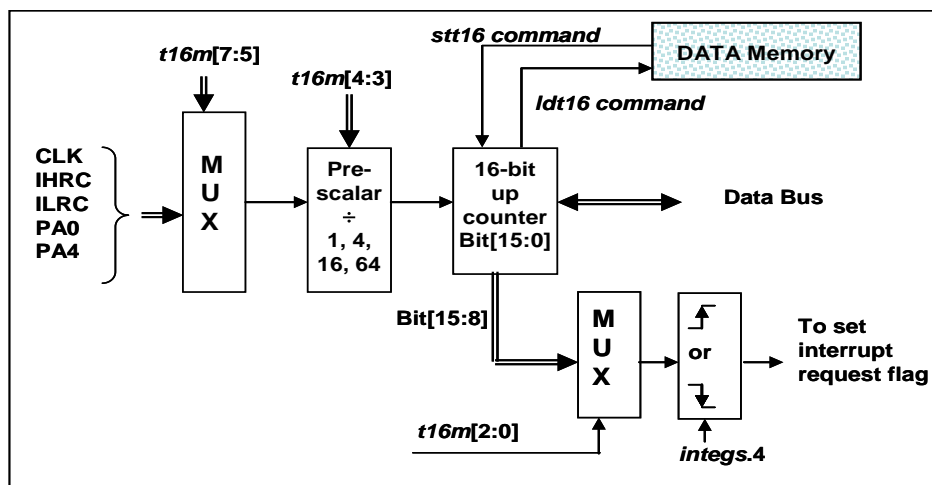 stt16 command
DATA Memory
t16m[7:5]
t16m[4:3]
ldt16 command
CLK
IHRC
ILRC
PA0
PA4
M
U
X
Pre-
scalar
÷
1, 4,
16, 64
16-bit
up
counter
Bit[15:0]
Data Bus
Bit[15:8]
M
U
X
or
To set
interrupt
request flag
t16m[2:0]
integs.4